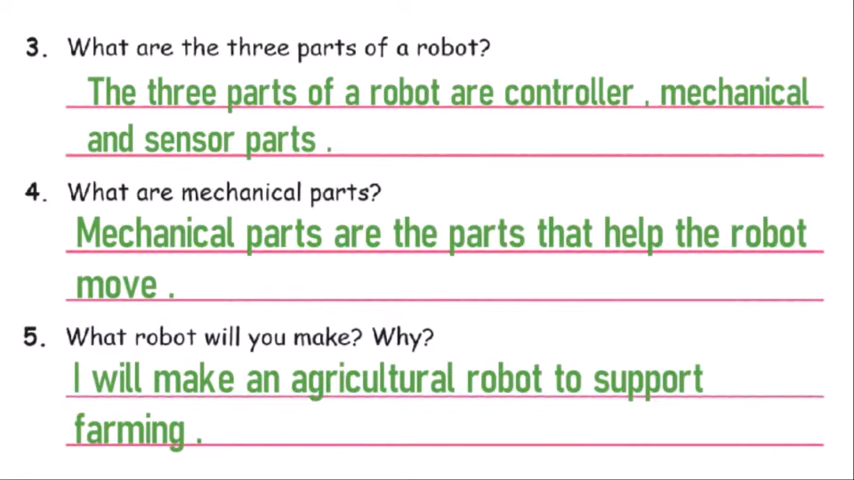 3. What are the three parts of a robot?
The three parts of a robot are controller , mechanical
and sensor parts .
4. What are mechanical parts?
Mechanical parts are the parts that help the robot
move .
5. What robot will you make? Why?
I will make an agricultural robot to support
farming .